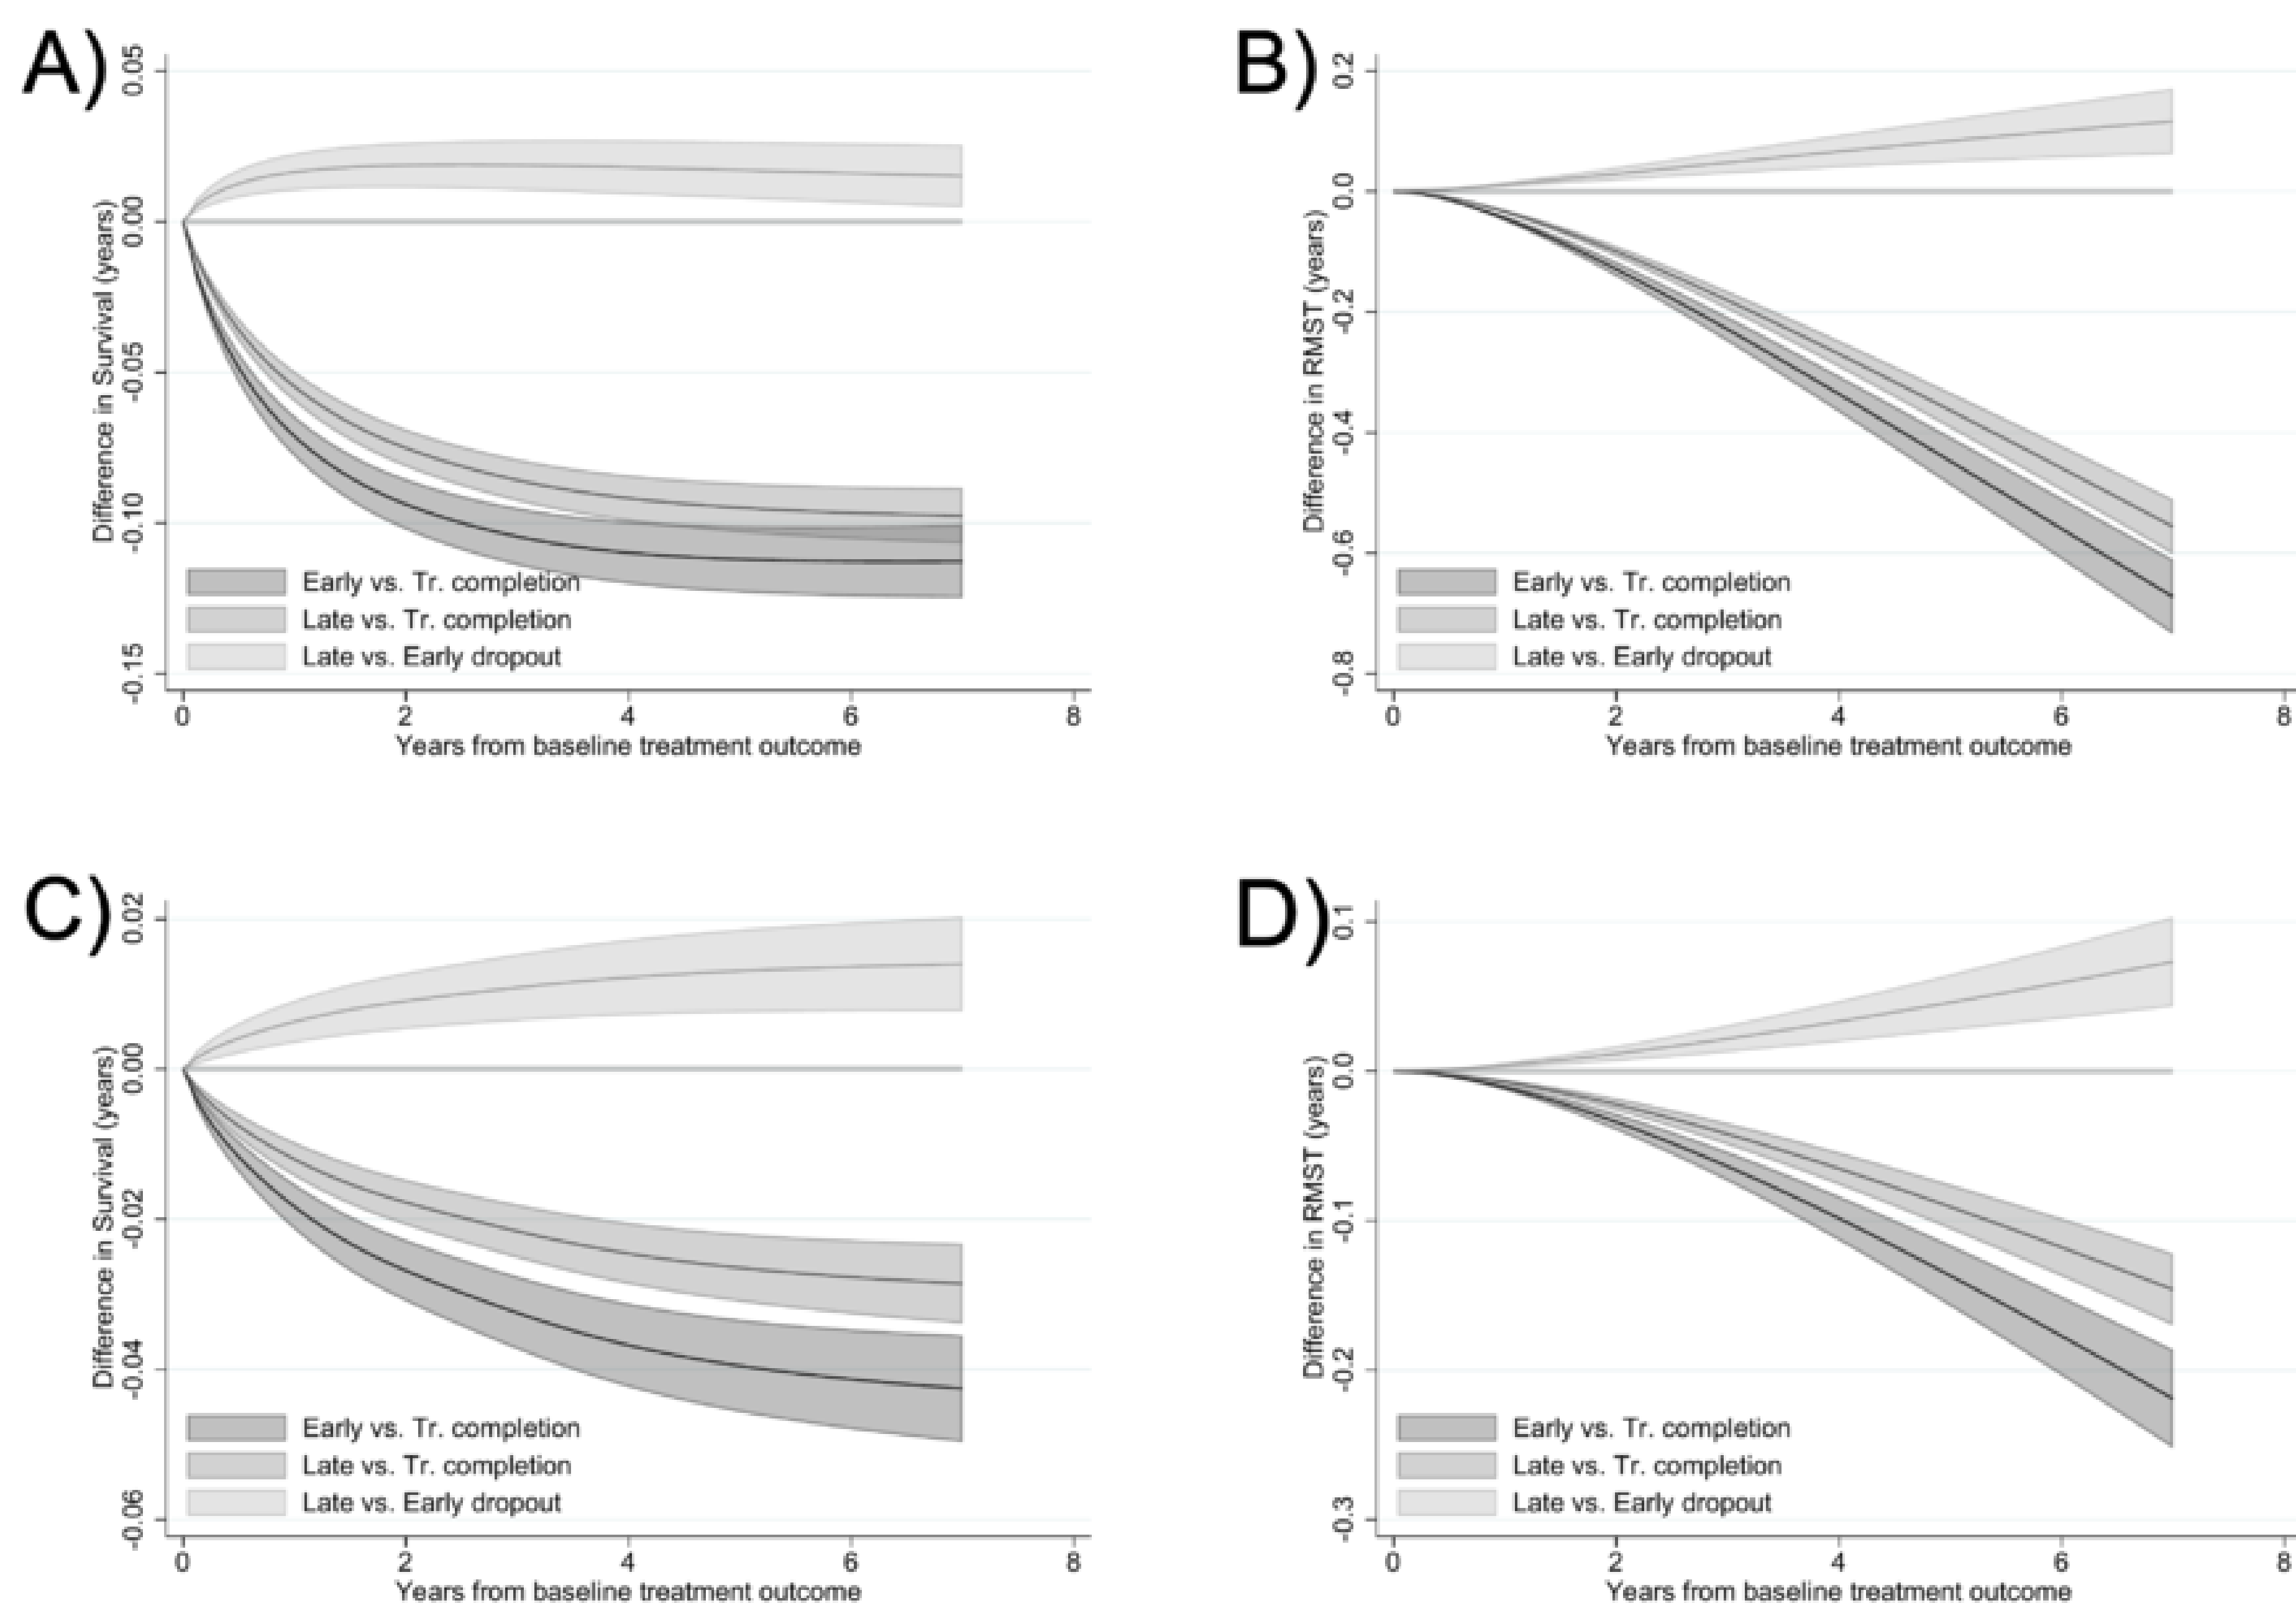 A)
Difference in Survival (years)
0.05
0.00
-0.05
-0.10
-0.15
Early vs. Tr. completion
Late vs. Tr. completion
Late vs. Early dropout
0 2 4 6 8
Years from baseline treatment outcome
B)
Difference in RMST (years)
0.2
0.0
-0.2
-0.4
-0.6
-0.8
Early vs. Tr. completion
Late vs. Tr. completion
Late vs. Early dropout
0 2 4 6 8
Years from baseline treatment outcome
C)
Difference in Survival (years)
0.02
0.00
-0.02
-0.04
-0.06
Early vs. Tr. completion
Late vs. Tr. completion
Late vs. Early dropout
0 2 4 6 8
Years from baseline treatment outcome
D)
Difference in RMST (years)
0.1
0.0
-0.1
-0.2
-0.3
Early vs. Tr. completion
Late vs. Tr. completion
Late vs. Early dropout
0 2 4 6 8
Years from baseline treatment outcome